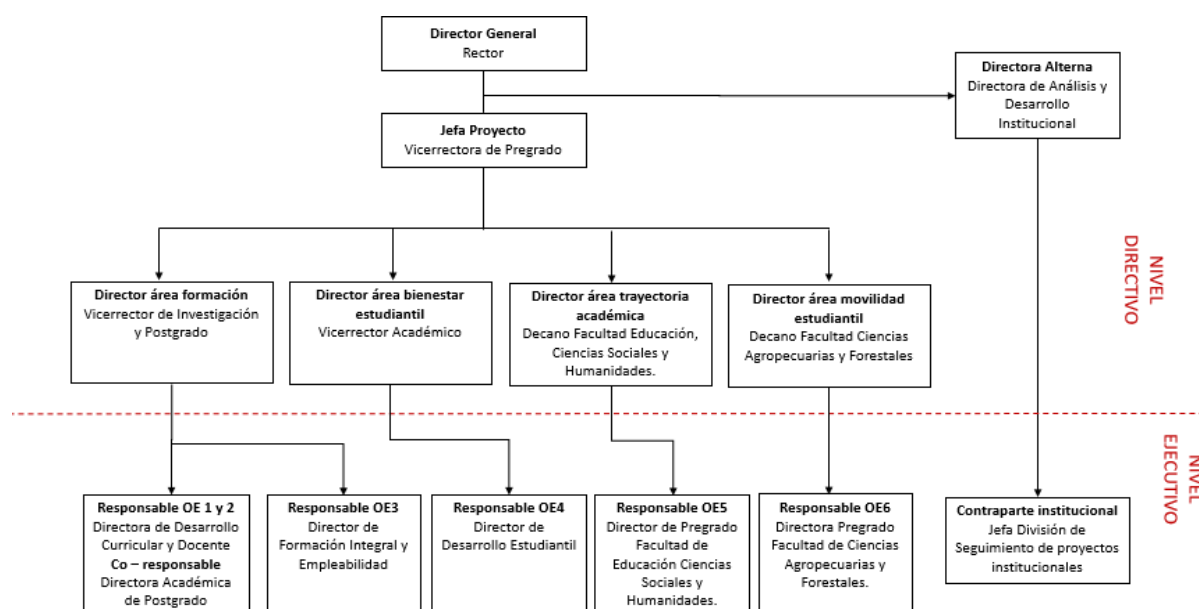 Director General
Rector
Directora Alterna
Directora de Análisis y
Desarrollo
Institucional
Jefa Proyecto
Vicerrectora de Pregrado
NIVEL
DIRECTIVO
Director área formación
Vicerrector de Investigación
y Postgrado
Director área bienestar
estudiantil
Vicerrector Académico
Director área trayectoria
académica
Decano Facultad Educación,
Ciencias Sociales y
Humanidades.
Director área movilidad
estudiantil
Decano Facultad Ciencias
Agropecuarias y Forestales
NIVEL
EJECUTIVO
Responsable OE 1 y 2
Directora de Desarrollo
Curricular y Docente
Co – responsable
Directora Académica
de Postgrado
Responsable OE3
Director de
Formación Integral y
Empleabilidad
Responsable OE4
Director de
Desarrollo Estudiantil
Responsable OE5
Director de Pregrado
Facultad de
Educación Ciencias
Sociales y
Humanidades.
Responsable OE6
Directora Pregrado
Facultad de Ciencias
Agropecuarias y
Forestales.
Contraparte institucional
Jefa División de
Seguimiento de proyectos
institucionales